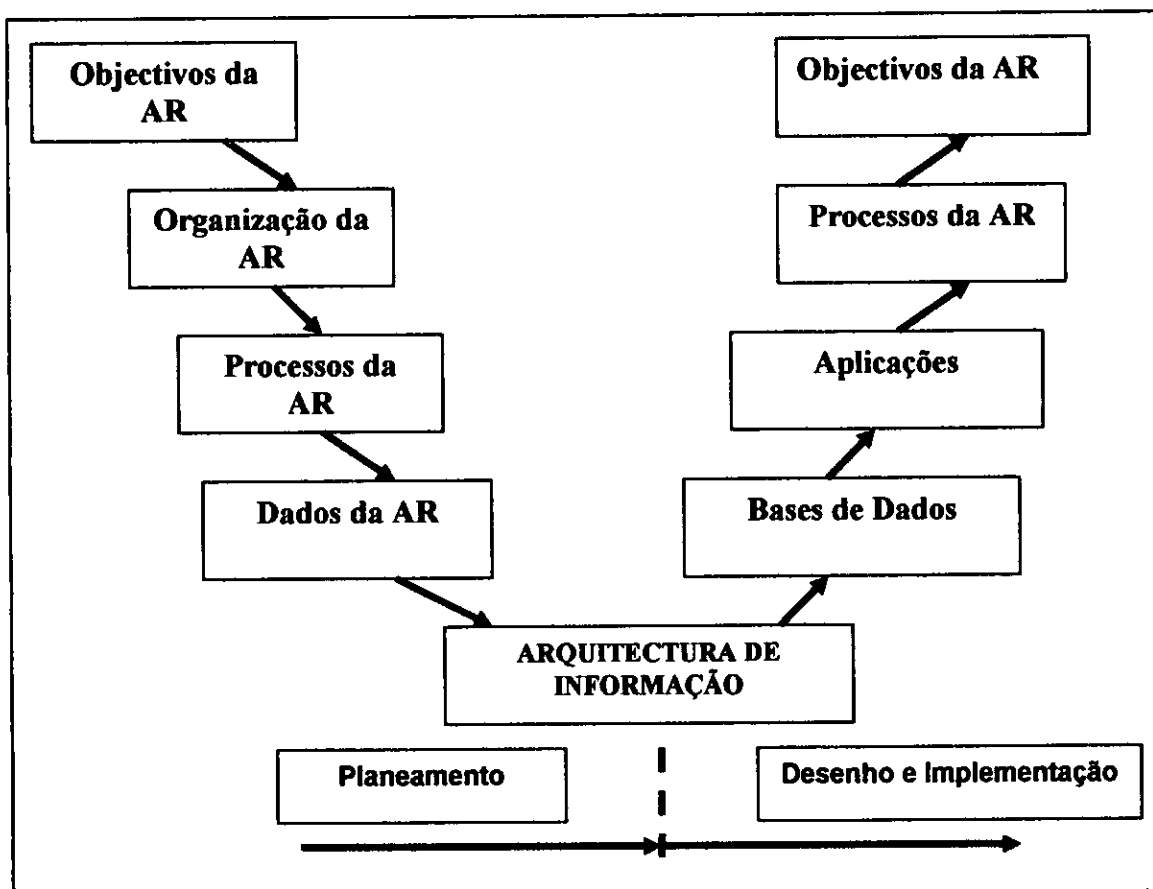 Objectivos da
AR
Organização da
AR
Processos da
AR
Dados da AR
ARQUITECTURA DE
INFORMAÇÃO
Bases de Dados
Aplicações
Processos da AR
Objectivos da AR
Planeamento
Desenho e Implementação